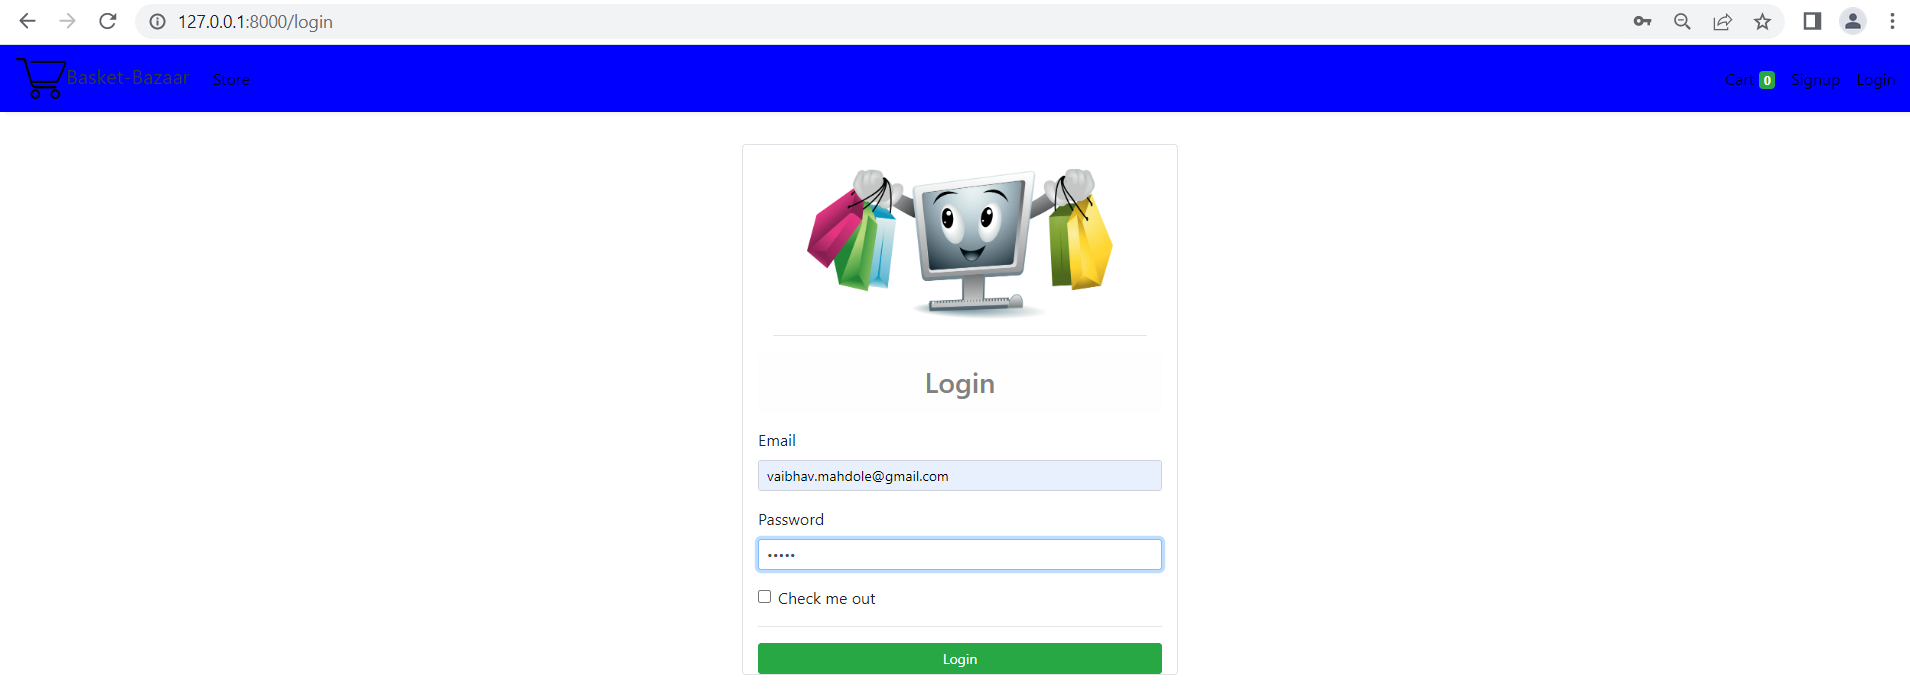 127.0.0.1:8000/login
Basket-Bazaar Store Cart 0 Signup Login
Login
Email
vaibhav.mahdole@gmail.com
Password
•••••
Check me out
Login